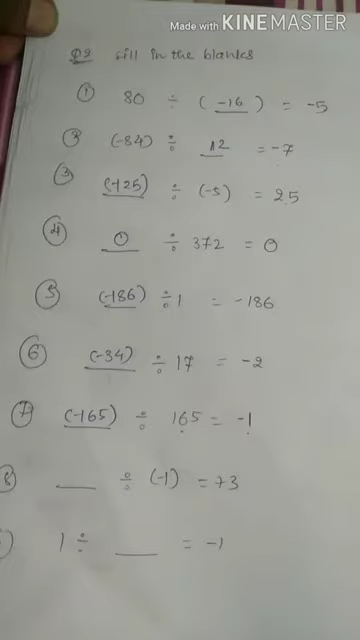 Made with KINEMASTER
Q2 Fill in the blanks
① 80 ÷ (-16) = -5
② (-84) ÷ 12 = -7
③ (-125) ÷ (-5) = 25
④ 0 ÷ 372 = 0
⑤ (-186) ÷ 1 = -186
⑥ (-34) ÷ 17 = -2
⑦ (-165) ÷ 165 = -1
8 ___ ÷ (-1) = 73
1 ÷ ___ = -1